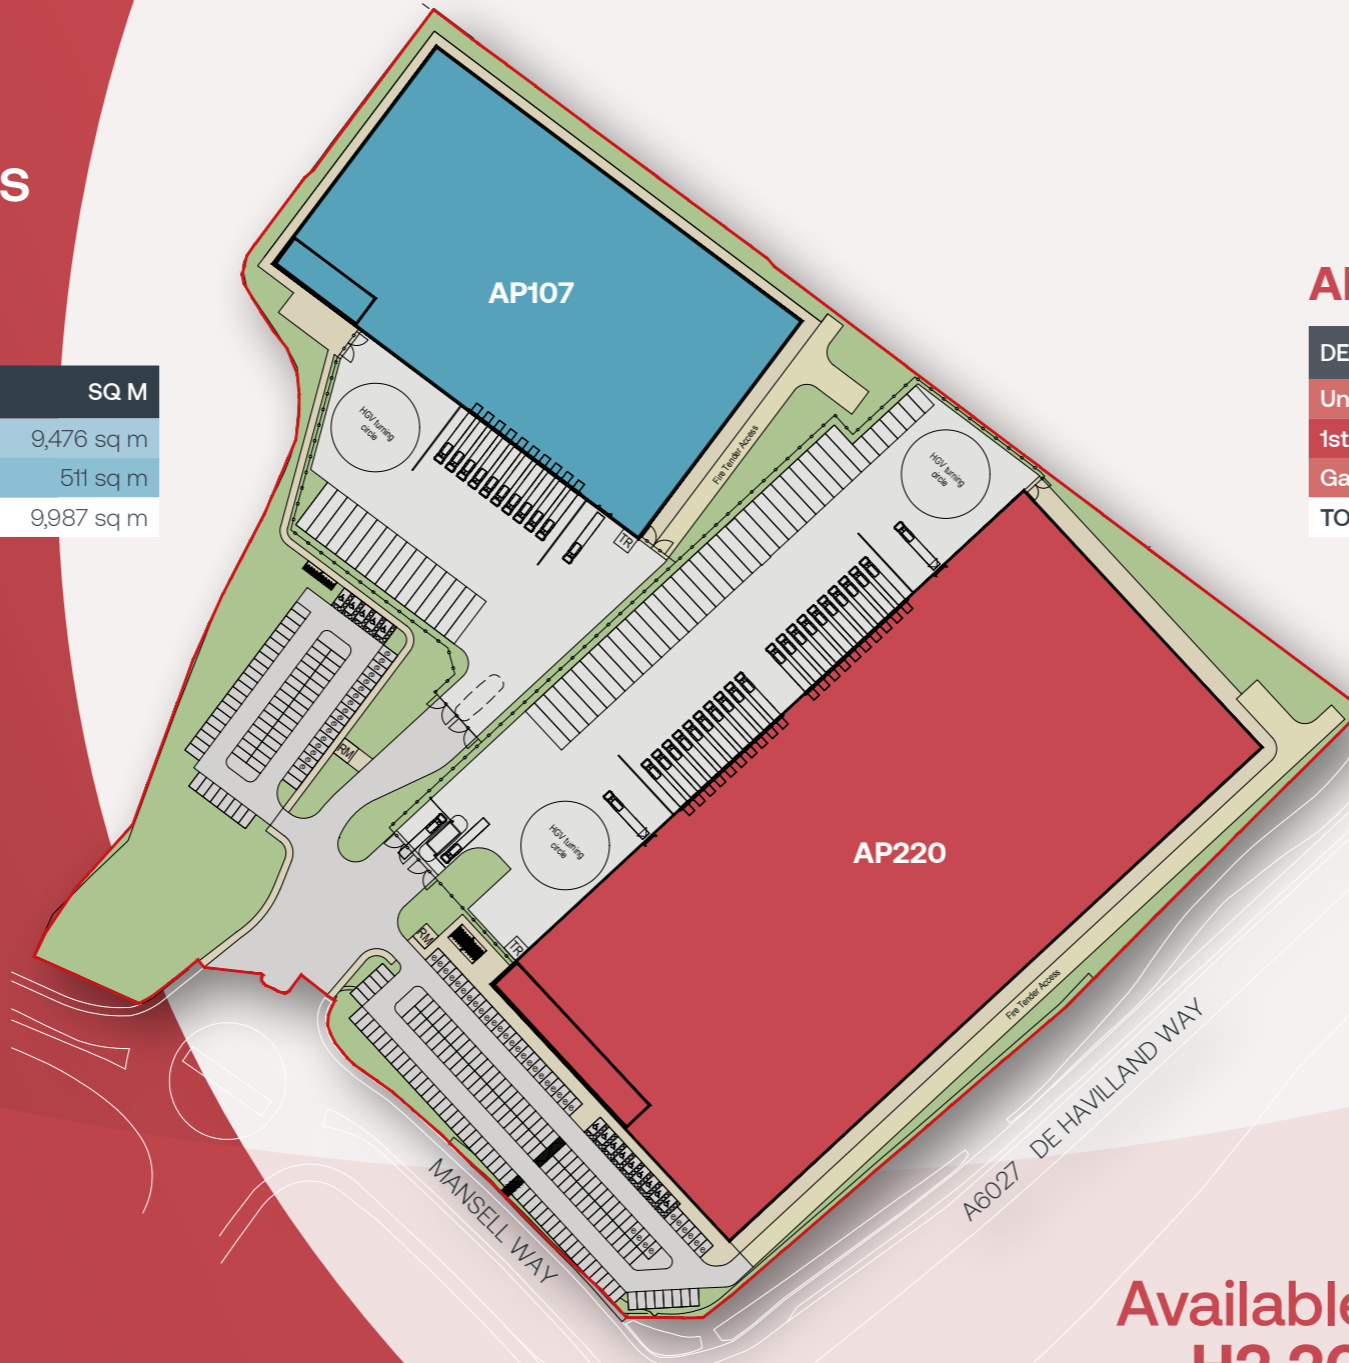 S
SQ M
9,476 sq m
511 sq m
9,987 sq m
AP107
HGV turning
circle
Fire Tender Access
TR
HGV turning
circle
RM
HGV turning
circle
AP220
RM
TR
Fire Tender Access
MANSELL WAY
A6027 DE HAVILLAND WAY
DE
Un
1st
Ga
TO
Available
H2 20